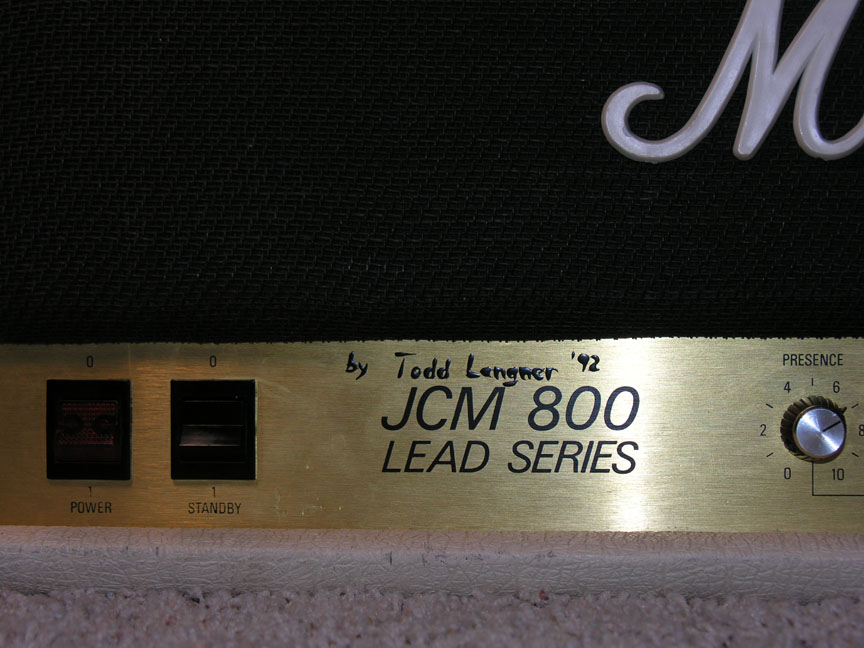 M
0
0
by Todd Langner '92
JCM 800
LEAD SERIES
PRESENCE
4 6
2 8
0 10
1
POWER
1
STANDBY